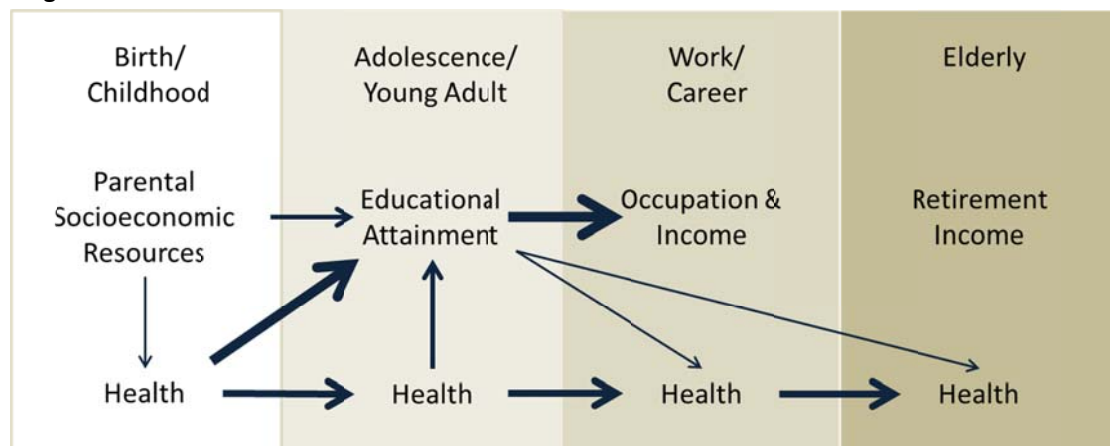 Birth/
Childhood
Adolescence/
Young Adult
Work/
Career
Elderly
Parental
Socioeconomic
Resources
Educational
Attainment
Occupation &
Income
Retirement
Income
Health
Health
Health
Health